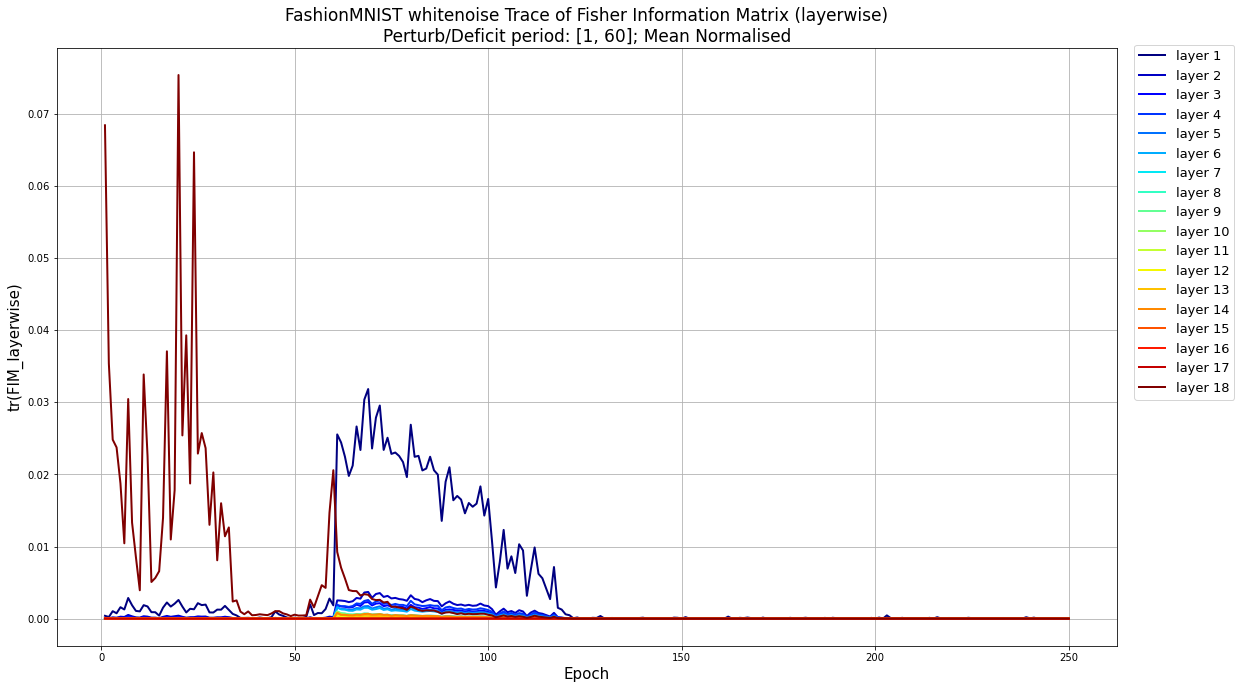 FashionMNIST whitenoise Trace of Fisher Information Matrix (layerwise)
Perturb/Deficit period: [1, 60]; Mean Normalised
tr(FIM_layerwise)
0.07
0.06
0.05
0.04
0.03
0.02
0.01
0.00
0
50
100
150
200
250
Epoch
layer 1
layer 2
layer 3
layer 4
layer 5
layer 6
layer 7
layer 8
layer 9
layer 10
layer 11
layer 12
layer 13
layer 14
layer 15
layer 16
layer 17
layer 18